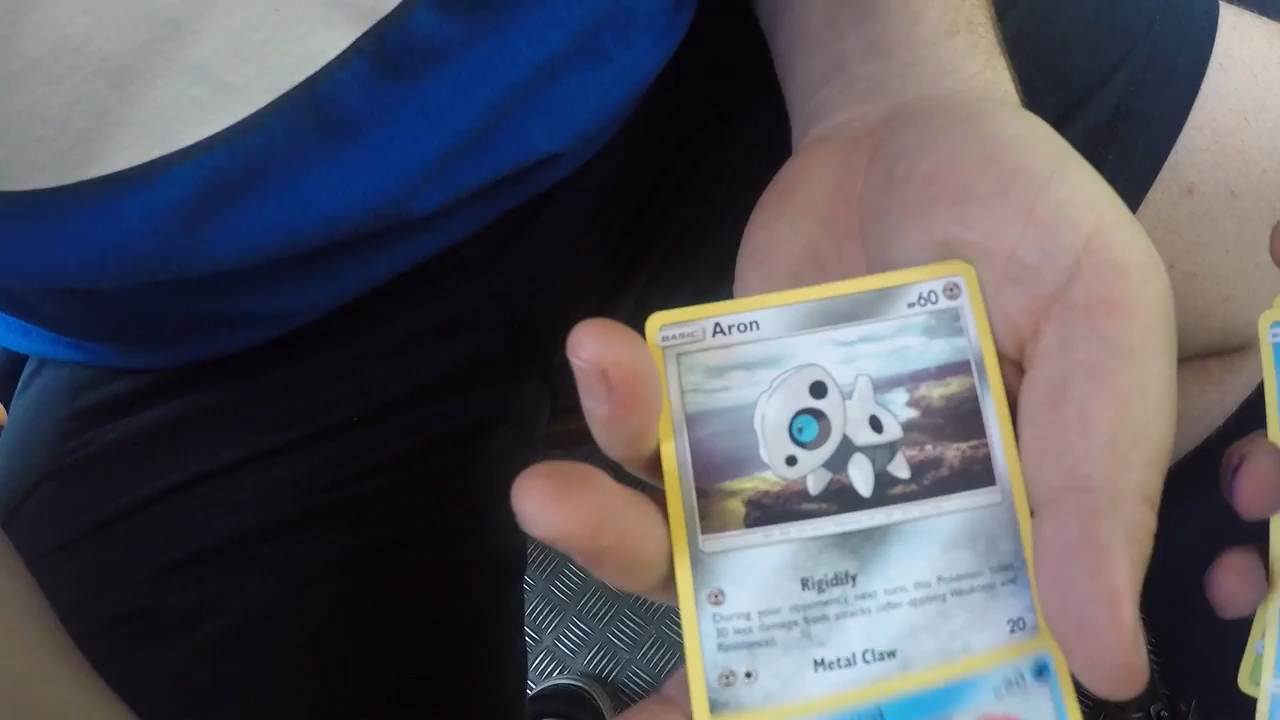 BASIC Aron HP60
Rigidify
During your opponent's next turn, this Pokémon takes
30 less damage from attacks (after applying Weakness and
Resistance).
Metal Claw 20